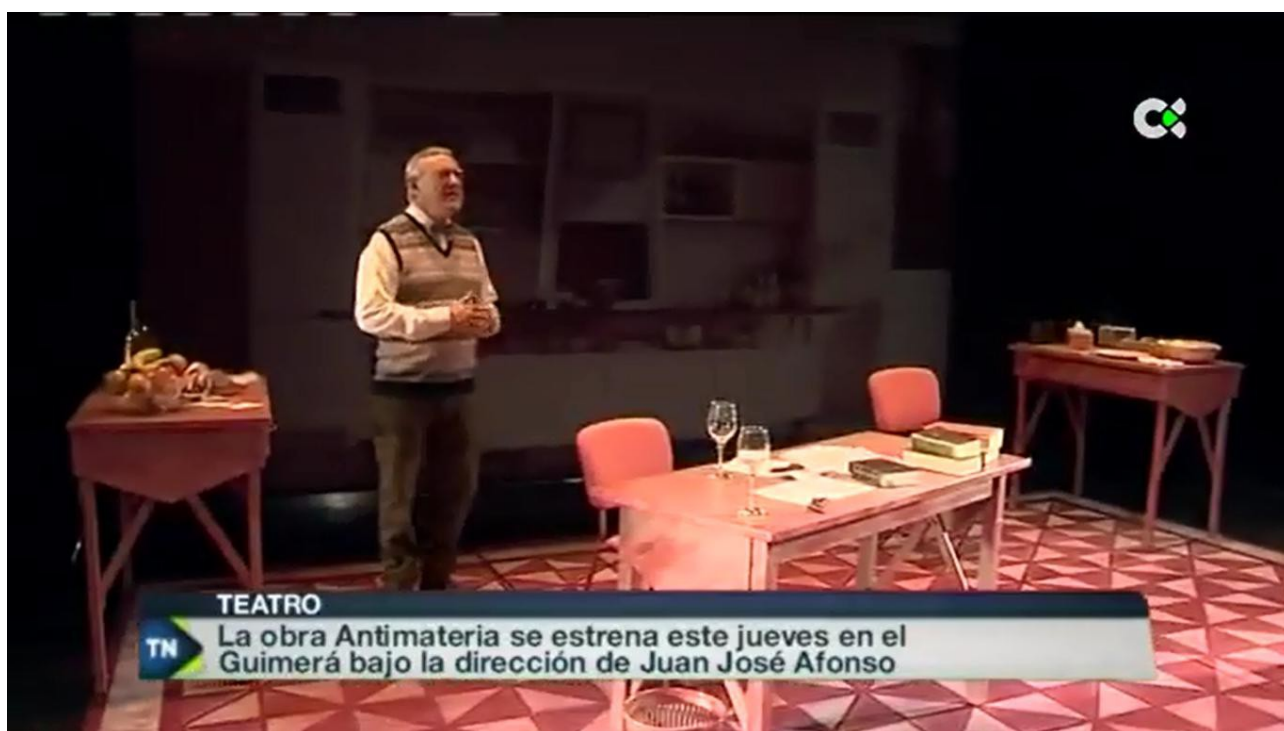 TEATRO
TN
La obra Antimateria se estrena este jueves en el
Guimerá bajo la dirección de Juan José Afonso